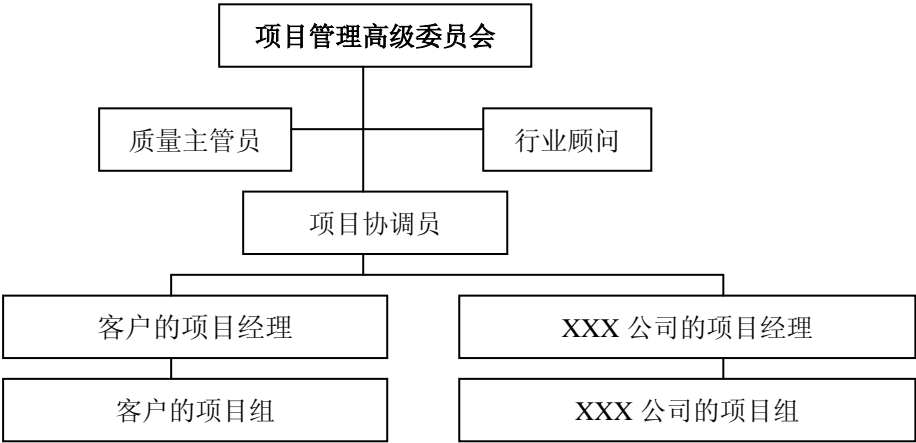 项目管理高级委员会
质量主管员
行业顾问
项目协调员
客户的项目经理
XXX 公司的项目经理
客户的项目组
XXX 公司的项目组